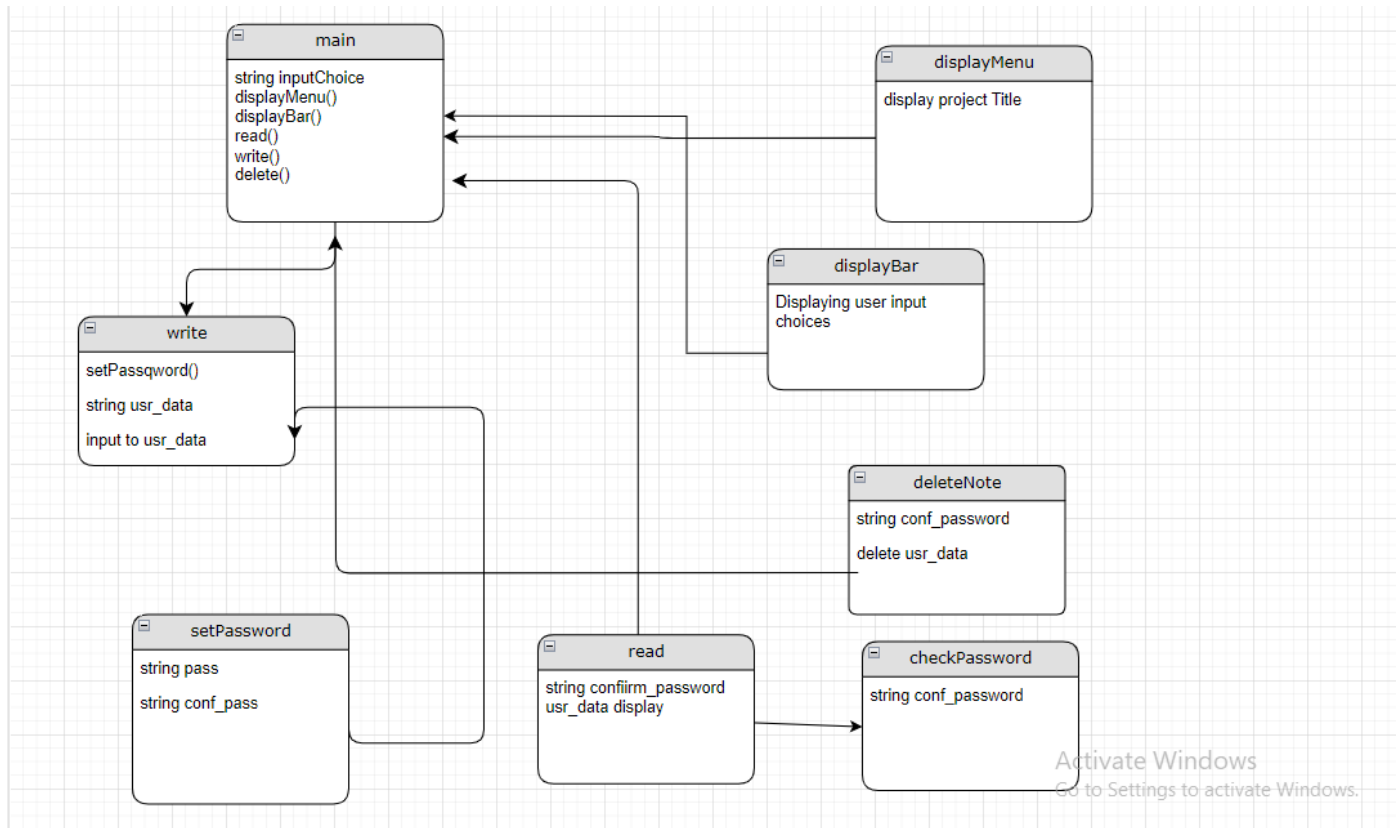 main
string inputChoice
displayMenu()
displayBar()
read()
write()
delete()
displayMenu
display project Title
displayBar
Displaying user input
choices
write
setPassqword()
string usr_data
input to usr_data
deleteNote
string conf_password
delete usr_data
setPassword
string pass
string conf_pass
read
string confiirm_password
usr_data display
checkPassword
string conf_password
Activate Windows
Go to Settings to activate Windows.